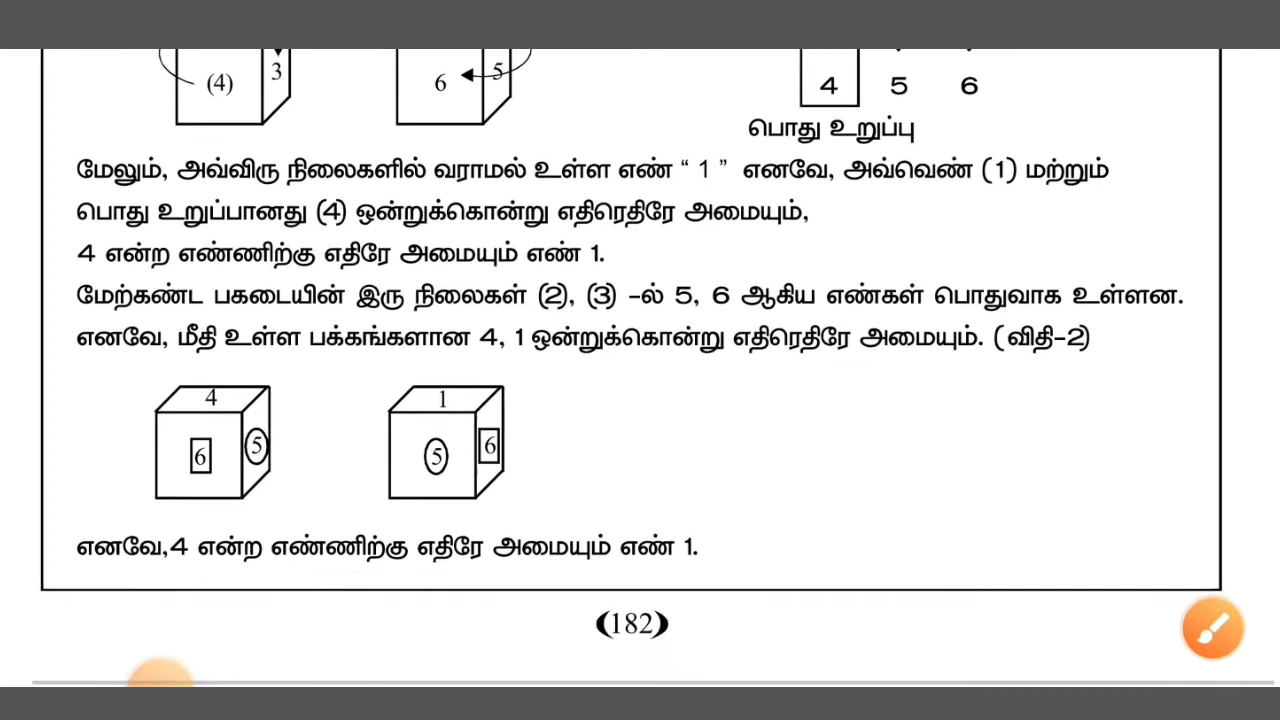 (4) 3 6 5 4 5 6
பொது உறுப்பு
மேலும், அவ்விரு நிலைகளில் வராமல் உள்ள எண் “ 1 ” எனவே, அவ்வெண் (1) மற்றும்
பொது உறுப்பானது (4) ஒன்றுக்கொன்று எதிரெதிரே அமையும்,
4 என்ற எண்ணிற்கு எதிரே அமையும் எண் 1.
மேற்கண்ட பகடையின் இரு நிலைகள் (2), (3) -ல் 5, 6 ஆகிய எண்கள் பொதுவாக உள்ளன.
எனவே, மீதி உள்ள பக்கங்களான 4, 1 ஒன்றுக்கொன்று எதிரெதிரே அமையும். (விதி-2)
4 1
6 5 5 6
எனவே,4 என்ற எண்ணிற்கு எதிரே அமையும் எண் 1.
(182)